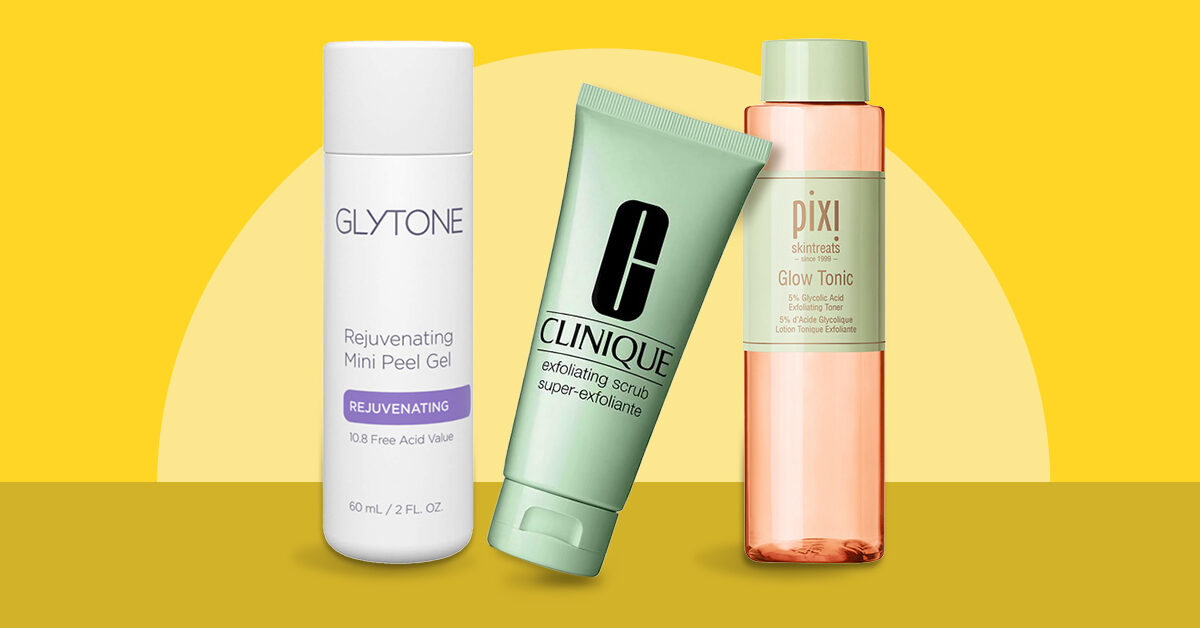 GLYTONE
Rejuvenating
Mini Peel Gel
REJUVENATING
10.8 Free Acid Value
60 mL / 2 FL. OZ.
C
CLINIQUE
exfoliating scrub
super-exfoliante
pixi
skintreats
– since 1999 –
Glow Tonic
5% Glycolic Acid
Exfoliating Toner
5% d'Acide Glycolique
Lotion Tonique Exfoliante